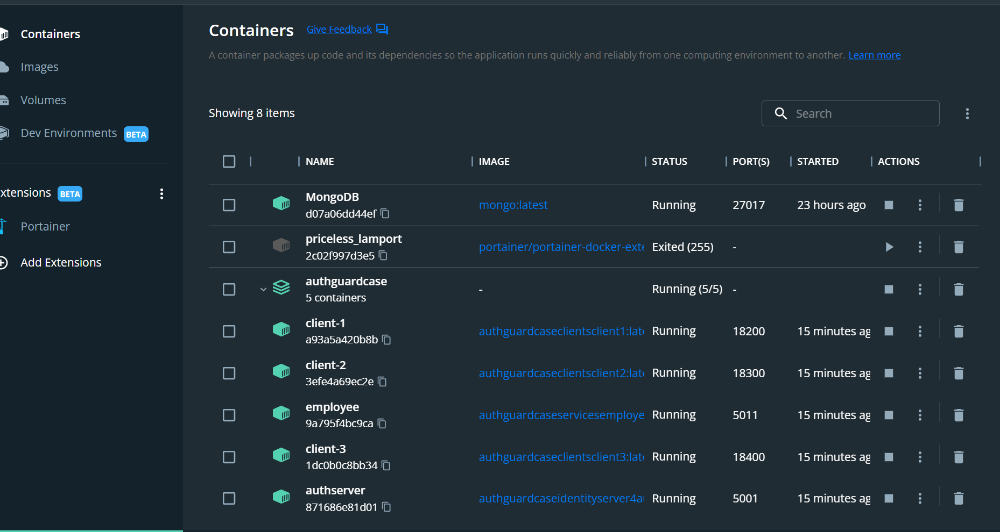 Containers
Images
Volumes
Dev Environments BETA
xtensions BETA
Portainer
Add Extensions
Containers Give Feedback
A container packages up code and its dependencies so the application runs quickly and reliably from one computing environment to another. Learn more
Showing 8 items
Search
NAME IMAGE STATUS PORT(S) STARTED ACTIONS
MongoDB
d07a06dd44ef
mongo:latest Running 27017 23 hours ago
priceless_lamport
2c02f997d3e5
portainer/portainer-docker-exte Exited (255) -
authguardcase
5 containers
- Running (5/5) -
client-1
a93a5a420b8b
authguardcaseclientsclient1:late Running 18200 15 minutes ag
client-2
3efe4a69ec2e
authguardcaseclientsclient2:late Running 18300 15 minutes ag
employee
9a795f4bc9ca
authguardcaseservicesemploye Running 5011 15 minutes ag
client-3
1dc0b0c8bb34
authguardcaseclientsclient3:late Running 18400 15 minutes ag
authserver
871686e81d01
authguardcaseidentityserver4au Running 5001 15 minutes ag